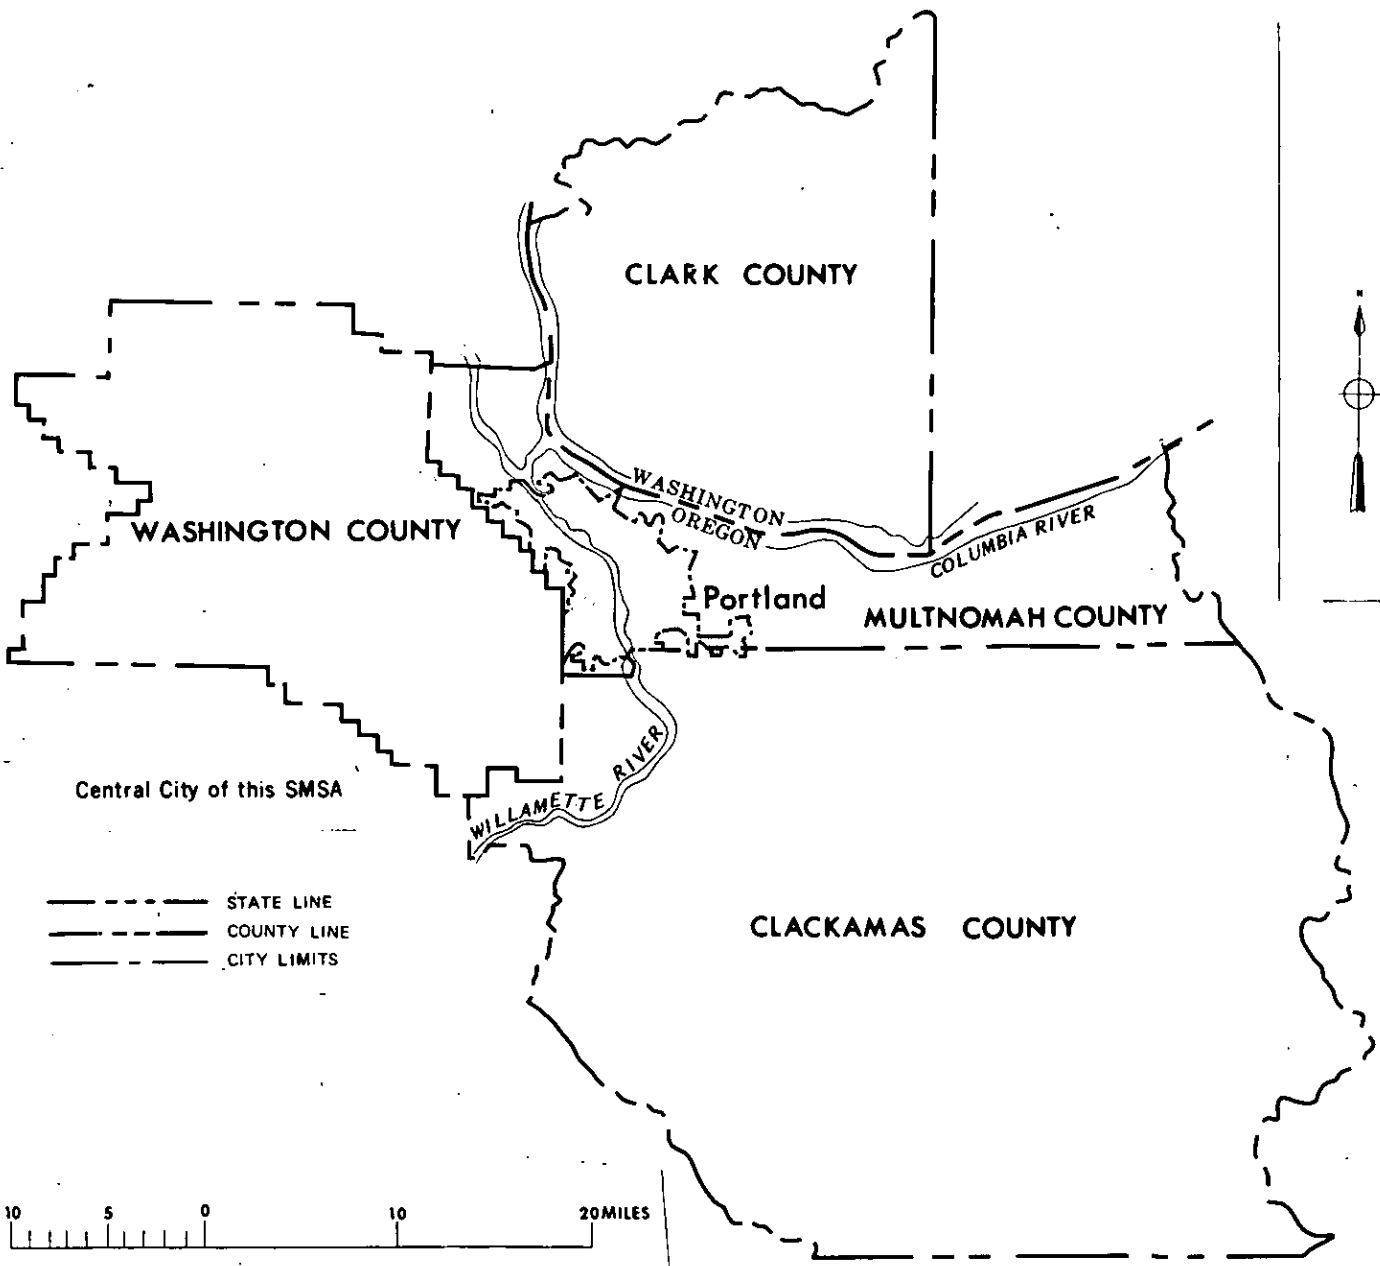 CLARK COUNTY
N
WASHINGTON
OREGON
COLUMBIA RIVER
WASHINGTON COUNTY
Portland
MULTNOMAH COUNTY
WILLAMETTE RIVER
Central City of this SMSA
STATE LINE
COUNTY LINE
CITY LIMITS
CLACKAMAS COUNTY
10 5 0 10 20 MILES